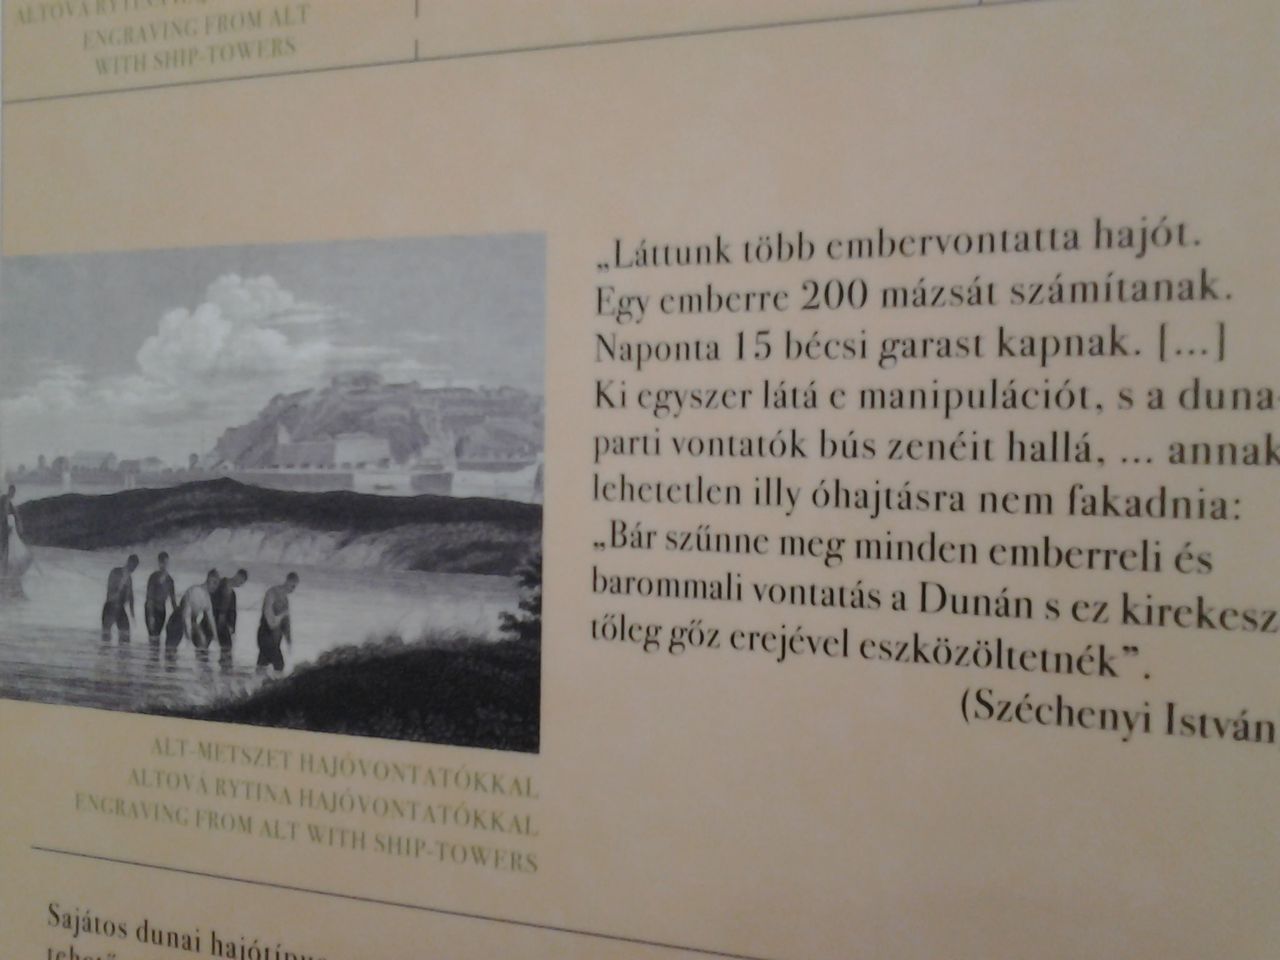 ALTOVÁ RYTINA
ENGRAVING FROM ALT
WITH SHIP-TOWERS
„Láttunk több embervontatta hajót.
Egy emberre 200 mázsát számítanak.
Naponta 15 bécsi garast kapnak. [...]
Ki egyszer látá e manipulációt, s a duna-
parti vontatók bús zenéit hallá, ... annak
lehetetlen illy óhajtásra nem fakadnia:
„Bár szűnne meg minden emberreli és
barommali vontatás a Dunán s ez kirekesz
tőleg gőz erejével eszközöltetnék”.
(Széchenyi István
ALT-METSZET HAJÓVONTATÓKKAL
ALTOVÁ RYTINA HAJÓVONTATÓKKAL
ENGRAVING FROM ALT WITH SHIP-TOWERS
Sajátos dunai